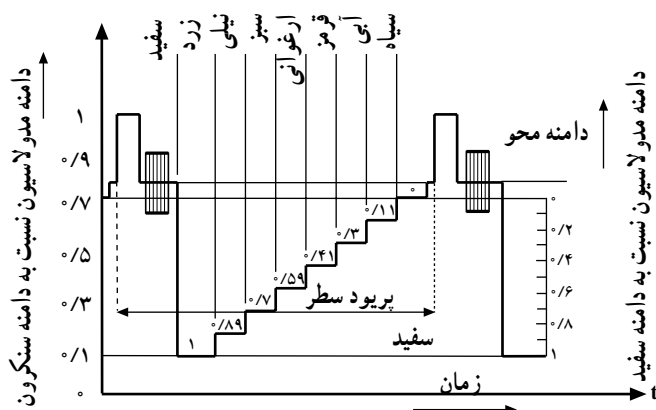 سفید
زرد
نیلی
سبز
ارغوانی
قرمز
آبی
سیاه
دامنه مدولاسیون نسبت به دامنه سنکرون
۱
۰/۹
۰/۷
۰/۵
۰/۳
۰/۱
۰
دامنه محو
دامنه مدولاسیون نسبت به دامنه سفید
۰
۰/۲
۰/۴
۰/۶
۰/۸
۱
۰
۰/۱۱
۰/۳
۰/۴۱
۰/۵۹
۰/۷
۰/۸۹
۱
پریود سطر
سفید
زمان
t